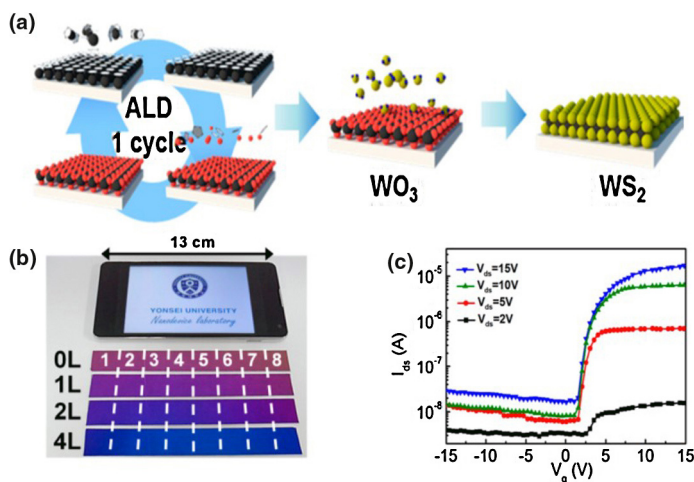 (a)
ALD
1 cycle
WO₃
WS₂
(b)
13 cm
YONSEI UNIVERSITY
Nanodevice laboratory
0L 1 2 3 4 5 6 7 8
1L
2L
4L
(c)
Vds=15V
Vds=10V
Vds=5V
Vds=2V
10⁻⁵
10⁻⁶
10⁻⁷
10⁻⁸
Ids (A)
-15 -10 -5 0 5 10 15
Vg (V)